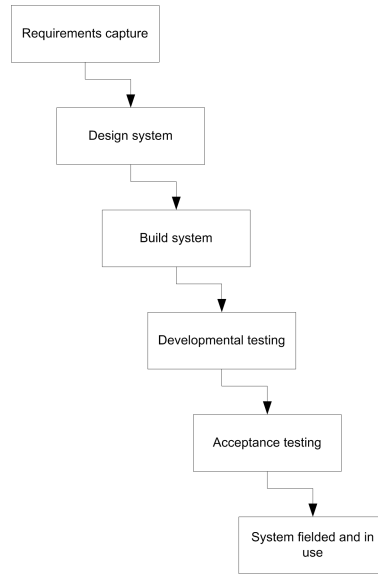 Requirements capture
Design system
Build system
Developmental testing
Acceptance testing
System fielded and in
use